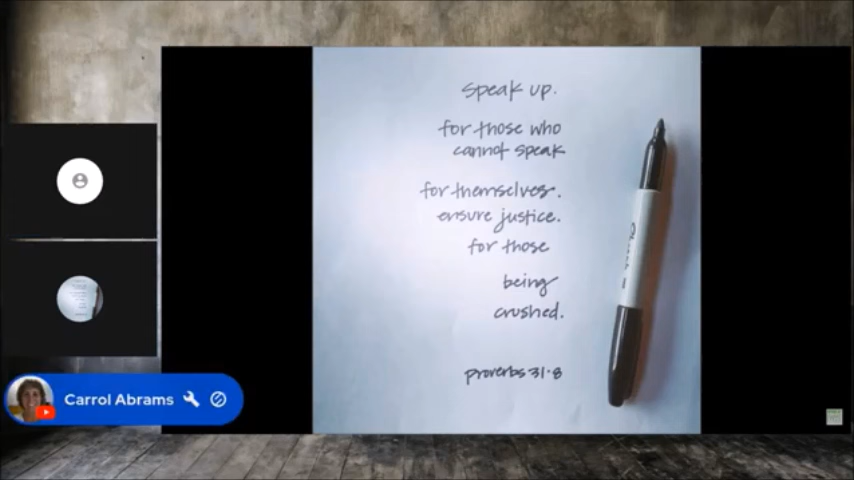 speak up.
for those who
cannot speak
for themselves.
ensure justice.
for those
being
crushed.
proverbs 31·8
Carrol Abrams